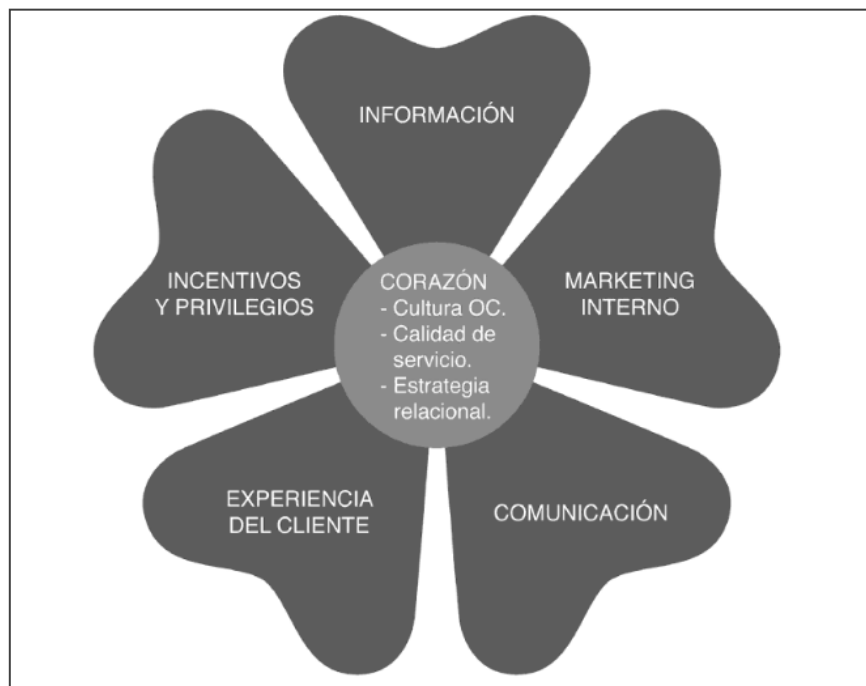 INFORMACIÓN
INCENTIVOS
Y PRIVILEGIOS
CORAZÓN
- Cultura OC.
- Calidad de
servicio.
- Estrategia
relacional.
MARKETING
INTERNO
EXPERIENCIA
DEL CLIENTE
COMUNICACIÓN